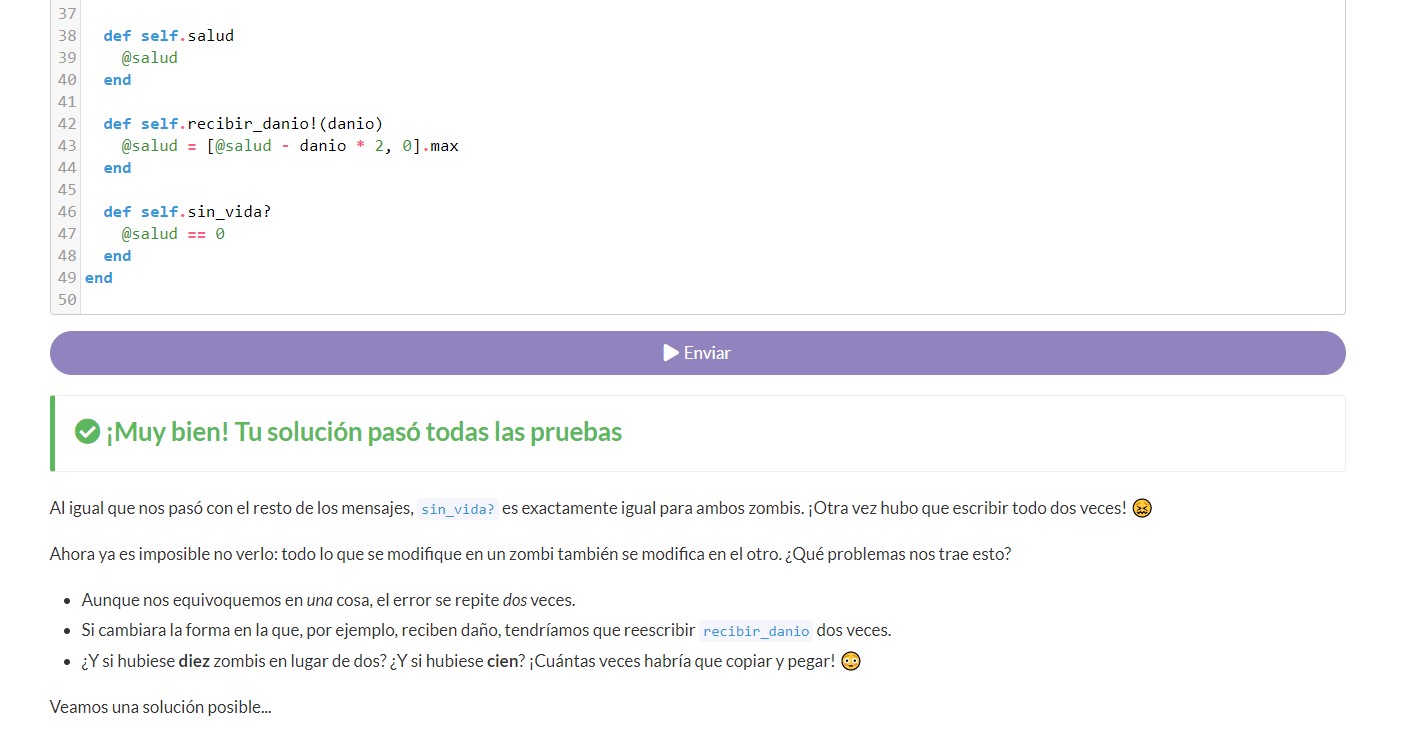 37
38 def self.salud
39 @salud
40 end
41
42 def self.recibir_danio!(danio)
43 @salud = [@salud - danio * 2, 0].max
44 end
45
46 def self.sin_vida?
47 @salud == 0
48 end
49 end
50
Enviar
¡Muy bien! Tu solución pasó todas las pruebas
Al igual que nos pasó con el resto de los mensajes, sin_vida? es exactamente igual para ambos zombis. ¡Otra vez hubo que escribir todo dos veces! 😖
Ahora ya es imposible no verlo: todo lo que se modifique en un zombi también se modifica en el otro. ¿Qué problemas nos trae esto?
• Aunque nos equivoquemos en una cosa, el error se repite dos veces.
• Si cambiara la forma en la que, por ejemplo, reciben daño, tendríamos que reescribir recibir_danio dos veces.
• ¿Y si hubiese diez zombis en lugar de dos? ¿Y si hubiese cien? ¡Cuántas veces habría que copiar y pegar! 😳
Veamos una solución posible...